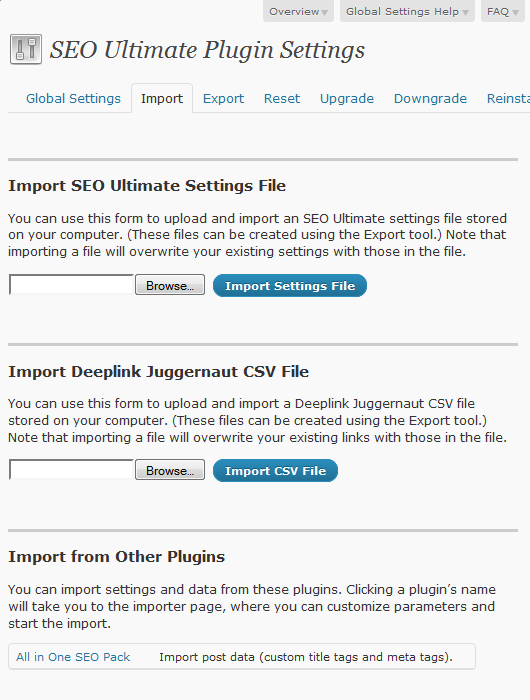 Overview
Global Settings Help
FAQ
SEO Ultimate Plugin Settings
Global Settings Import Export Reset Upgrade Downgrade Reinsta
Import SEO Ultimate Settings File
You can use this form to upload and import an SEO Ultimate settings file stored
on your computer. (These files can be created using the Export tool.) Note that
importing a file will overwrite your existing settings with those in the file.
Browse... Import Settings File
Import Deeplink Juggernaut CSV File
You can use this form to upload and import a Deeplink Juggernaut CSV file
stored on your computer. (These files can be created using the Export tool.)
Note that importing a file will overwrite your existing links with those in the file.
Browse... Import CSV File
Import from Other Plugins
You can import settings and data from these plugins. Clicking a plugin’s name
will take you to the importer page, where you can customize parameters and
start the import.
All in One SEO Pack Import post data (custom title tags and meta tags).